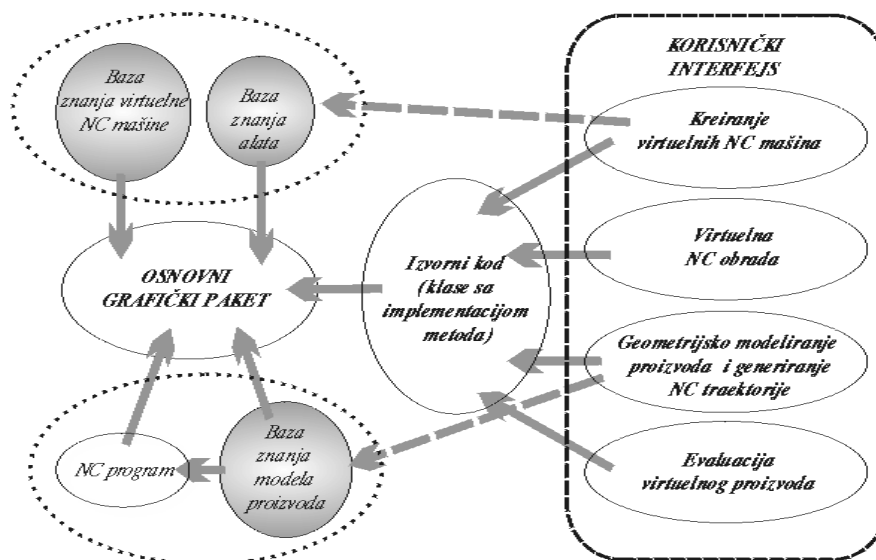 Baza
znanja virtuelne
NC mašine
Baza
znanja
alata
OSNOVNI
GRAFIČKI PAKET
NC program
Baza
znanja
modela
proizvoda
Izvorni kod
(klase sa
implementacijom
metoda)
KORISNIČKI
INTERFEJS
Kreiranje
virtuelnih NC mašina
Virtuelna
NC obrada
Geometrijsko modeliranje
proizvoda i generiranje
NC traektorije
Evaluacija
virtuelnog proizvoda